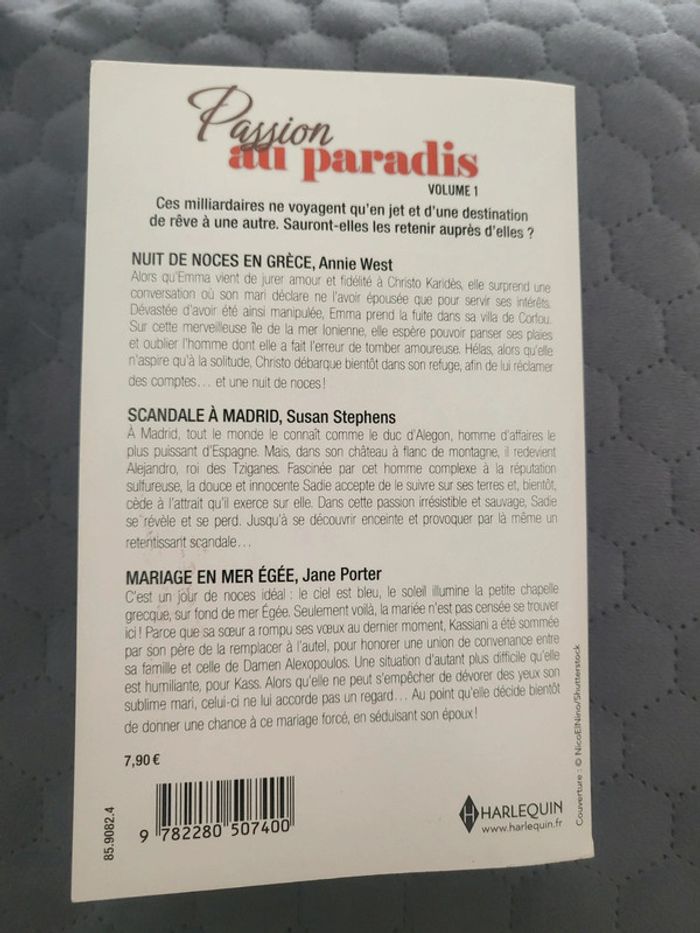 Passion
au paradis
VOLUME 1
Ces milliardaires ne voyagent qu'en jet et d'une destination
de rêve à une autre. Sauront-elles les retenir auprès d'elles ?
NUIT DE NOCES EN GRÈCE, Annie West
Alors qu'Emma vient de jurer amour et fidélité à Christo Karidès, elle surprend une
conversation où son mari déclare ne l'avoir épousée que pour servir ses intérêts.
Dévastée d'avoir été ainsi manipulée, Emma prend la fuite dans sa villa de Corfou.
Sur cette merveilleuse île de la mer Ionienne, elle espère pouvoir panser ses plaies
et oublier l'homme dont elle a fait l'erreur de tomber amoureuse. Hélas, alors qu'elle
n'aspire qu'à la solitude, Christo débarque bientôt dans son refuge, afin de lui réclamer
des comptes… et une nuit de noces !
SCANDALE À MADRID, Susan Stephens
À Madrid, tout le monde le connaît comme le duc d'Alegon, homme d'affaires le
plus puissant d'Espagne. Mais, dans son château à flanc de montagne, il redevient
Alejandro, roi des Tziganes. Fascinée par cet homme complexe à la réputation
sulfureuse, la douce et innocente Sadie accepte de le suivre sur ses terres et, bientôt,
cède à l'attrait qu'il exerce sur elle. Dans cette passion irrésistible et sauvage, Sadie
se révèle et se perd. Jusqu'à se découvrir enceinte et provoquer par là même un
retentissant scandale…
MARIAGE EN MER ÉGÉE, Jane Porter
C'est un jour de noces idéal : le ciel est bleu, le soleil illumine la petite chapelle
grecque, sur fond de mer Égée. Seulement voilà, la mariée n'est pas censée se trouver
ici ! Parce que sa sœur a rompu ses vœux au dernier moment, Kassiani a été sommée
par son père de la remplacer à l'autel, pour honorer une union de convenance entre
sa famille et celle de Damen Alexopoulos. Une situation d'autant plus difficile qu'elle
est humiliante, pour Kass. Alors qu'elle ne peut s'empêcher de dévorer des yeux son
sublime mari, celui-ci ne lui accorde pas un regard… Au point qu'elle décide bientôt
de donner une chance à ce mariage forcé, en séduisant son époux !
7,90 €
85.9082.4
9 782280 507400
HARLEQUIN
www.harlequin.fr
Couverture : © NicoElNino/Shutterstock